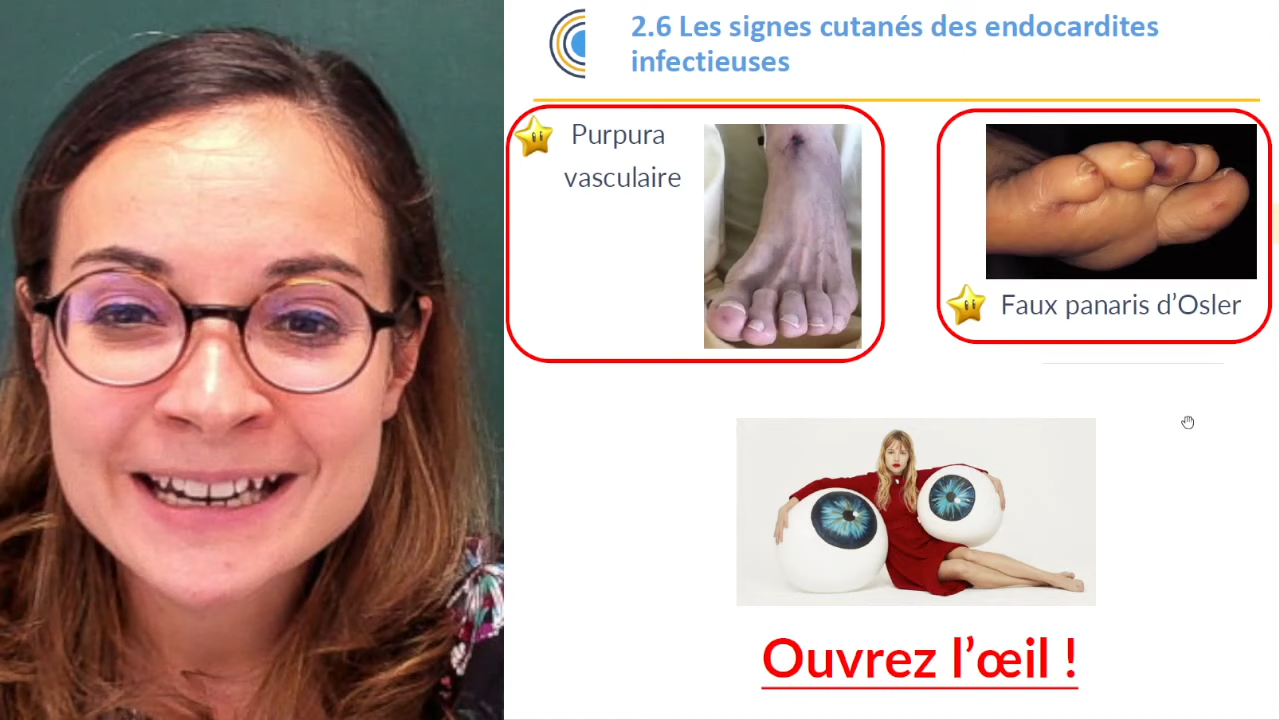 2.6 Les signes cutanés des endocardites
infectieuses
Purpura
vasculaire
Faux panaris d’Osler
Ouvrez l’œil !